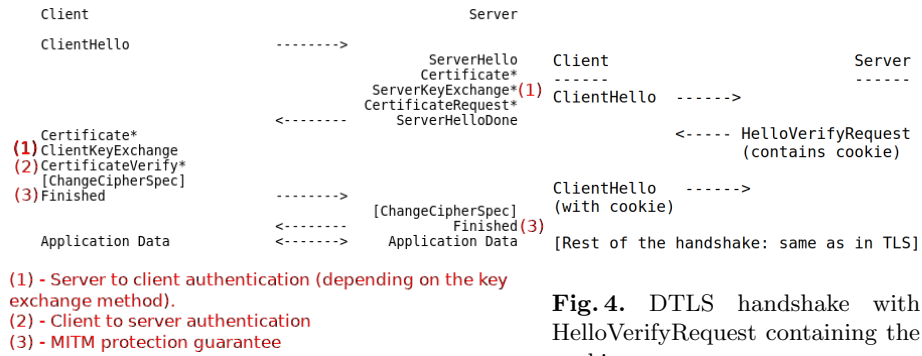 Client Server
ClientHello -------->
ServerHello
Certificate*
ServerKeyExchange*(1)
CertificateRequest*
<-------- ServerHelloDone
Certificate*
(1) ClientKeyExchange
(2) CertificateVerify*
[ChangeCipherSpec]
(3) Finished -------->
[ChangeCipherSpec]
<-------- Finished (3)
Application Data <-------> Application Data
(1) - Server to client authentication (depending on the key
exchange method).
(2) - Client to server authentication
(3) - MITM protection guarantee
Client Server
------ ------
ClientHello ------>
<----- HelloVerifyRequest
(contains cookie)
ClientHello ------>
(with cookie)
[Rest of the handshake: same as in TLS]
Fig. 4. DTLS handshake with
HelloVerifyRequest containing the